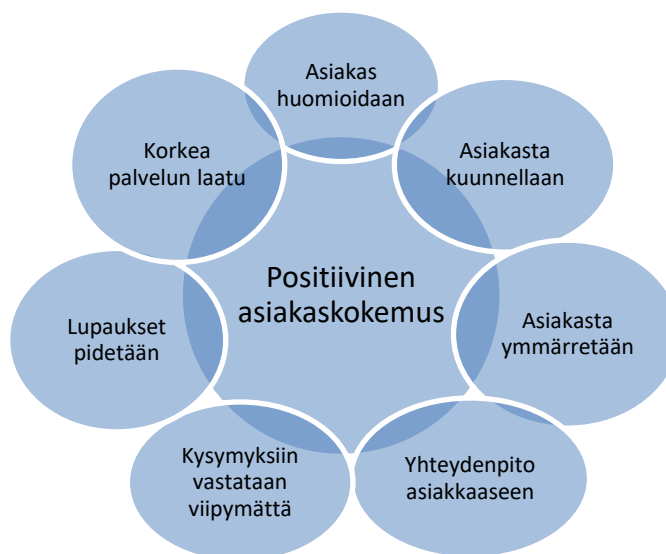 Asiakas
huomioidaan
Asiakasta
kuunnellaan
Asiakasta
ymmärretään
Yhteydenpito
asiakkaaseen
Kysymyksiin
vastataan
viipymättä
Lupaukset
pidetään
Korkea
palvelun laatu
Positiivinen
asiakaskokemus